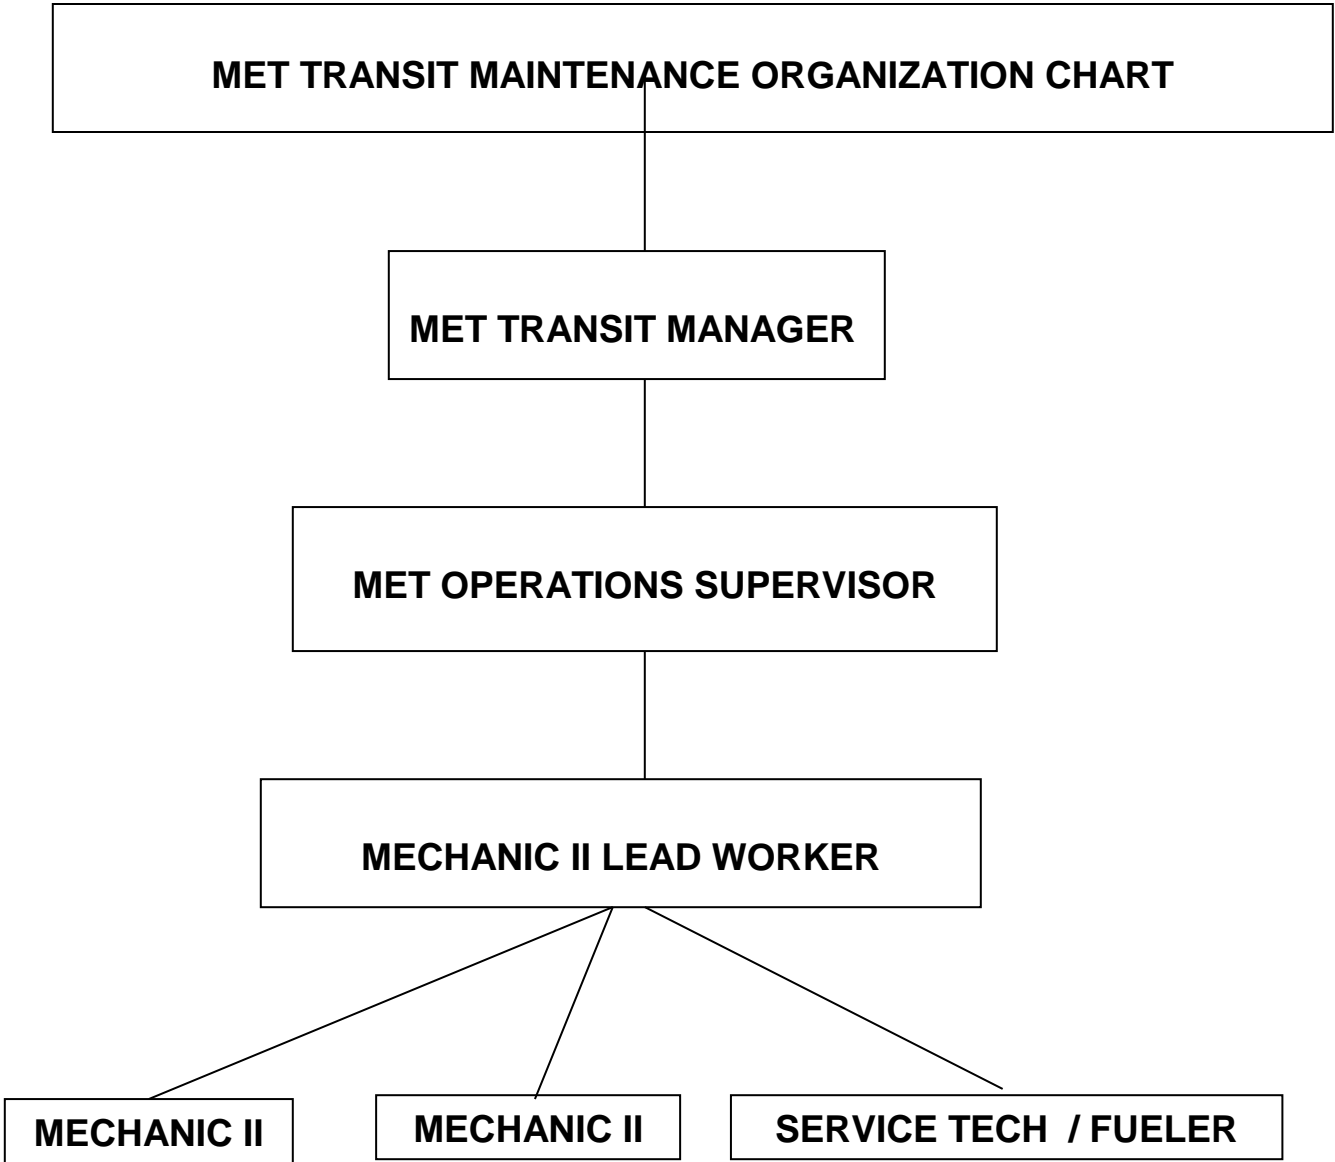 MET TRANSIT MAINTENANCE ORGANIZATION CHART
MET TRANSIT MANAGER
MET OPERATIONS SUPERVISOR
MECHANIC II LEAD WORKER
MECHANIC II
MECHANIC II
SERVICE TECH / FUELER